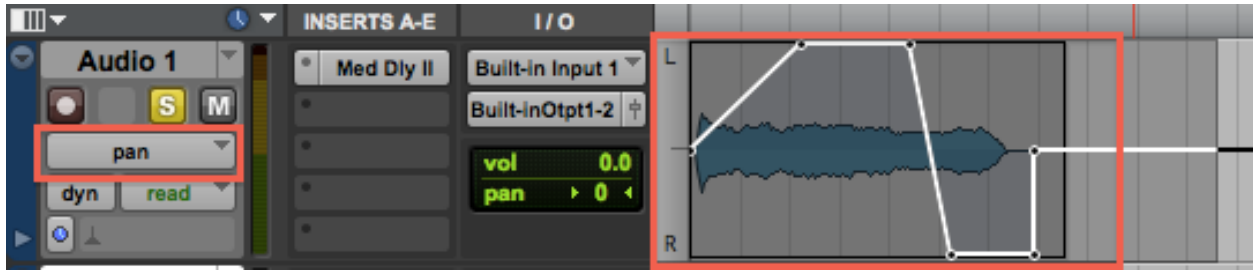 INSERTS A-E
I/O
Audio 1
Med Dly II
Built-in Input 1
L
S
M
Built-inOtpt1-2
pan
vol 0.0
dyn
read
pan 0
R